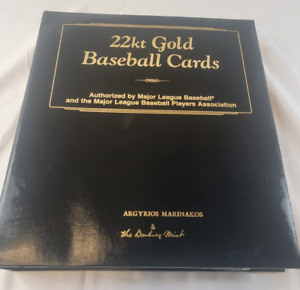 22kt Gold
Baseball Cards
Authorized by Major League Baseball®
and the Major League Baseball Players Association
ARGYRIOS MARINAKOS
&
the Danbury Mint